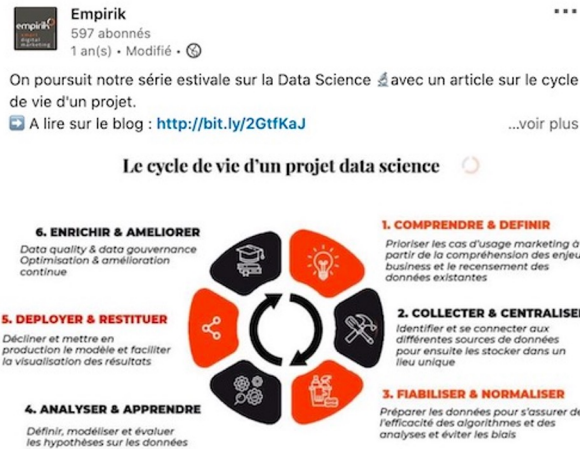 empirik
smart
digital
marketing
Empirik
597 abonnés
1 an(s) • Modifié •
On poursuit notre série estivale sur la Data Science avec un article sur le cycle
de vie d'un projet.
A lire sur le blog : http://bit.ly/2GtfKaJ
...voir plus
Le cycle de vie d'un projet data science
1. COMPRENDRE & DEFINIR
Prioriser les cas d'usage marketing à
partir de la compréhension des enjeu
business et le recensement des
données existantes
2. COLLECTER & CENTRALISER
Identifier et se connecter aux
différentes sources de données
pour ensuite les stocker dans un
lieu unique
3. FIABILISER & NORMALISER
Préparer les données pour s'assurer de
l'efficacité des algorithmes et des
analyses et éviter les biais
4. ANALYSER & APPRENDRE
Définir, modéliser et évaluer
les hypothèses sur les données
5. DEPLOYER & RESTITUER
Décliner et mettre en
production le modèle et faciliter
la visualisation des résultats
6. ENRICHIR & AMELIORER
Data quality & data gouvernance
Optimisation & amélioration
continue